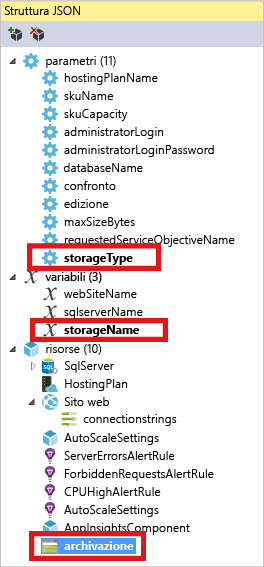 Struttura JSON
parametri (11)
hostingPlanName
skuName
skuCapacity
administratorLogin
administratorLoginPassword
databaseName
confronto
edizione
maxSizeBytes
requestedServiceObjectiveName
storageType
variabili (3)
webSiteName
sqlserverName
storageName
risorse (10)
SqlServer
HostingPlan
Sito web
connectionstrings
AutoScaleSettings
ServerErrorsAlertRule
ForbiddenRequestsAlertRule
CPUHighAlertRule
AutoScaleSettings
AppInsightsComponent
archivazione